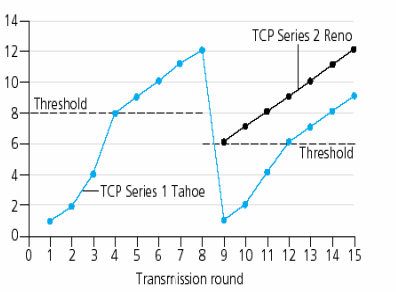 14
12
10
8
6
4
2
0
TCP Series 2 Reno
Threshold
Threshold
TCP Series 1 Tahoe
0 1 2 3 4 5 6 7 8 9 10 11 12 13 14 15
Transmission round